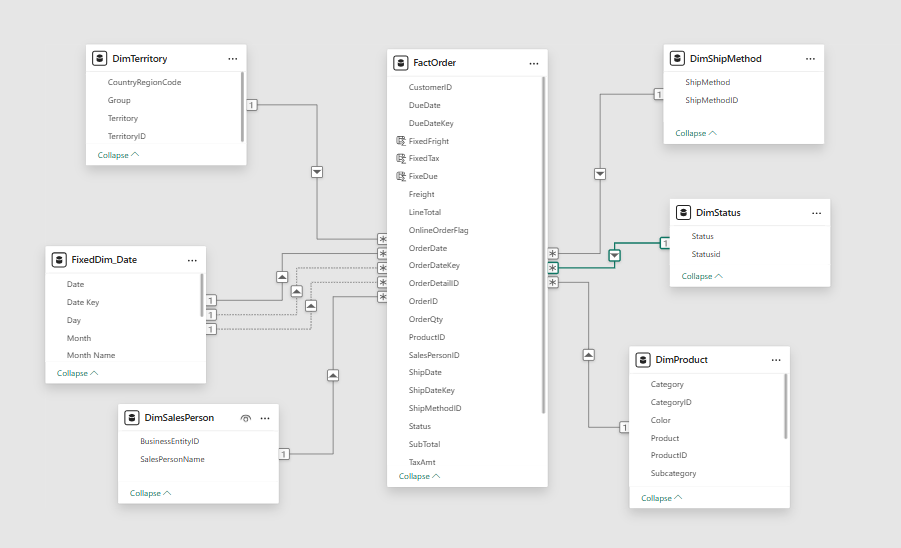 DimTerritory
CountryRegionCode
Group
Territory
TerritoryID
Collapse
FactOrder
CustomerID
DueDate
DueDateKey
FixedFright
FixedTax
FixeDue
Freight
LineTotal
OnlineOrderFlag
OrderDate
OrderDateKey
OrderDetailID
OrderID
OrderQty
ProductID
SalesPersonID
ShipDate
ShipDateKey
ShipMethodID
Status
SubTotal
TaxAmt
Collapse
DimShipMethod
ShipMethod
ShipMethodID
Collapse
DimStatus
Status
Statusid
Collapse
FixedDim_Date
Date
Date Key
Day
Month
Month Name
Collapse
DimSalesPerson
BusinessEntityID
SalesPersonName
Collapse
DimProduct
Category
CategoryID
Color
Product
ProductID
Subcategory
Collapse
1
1
1
1
1
1
1
1
*
*
*
*
*
*
*
*